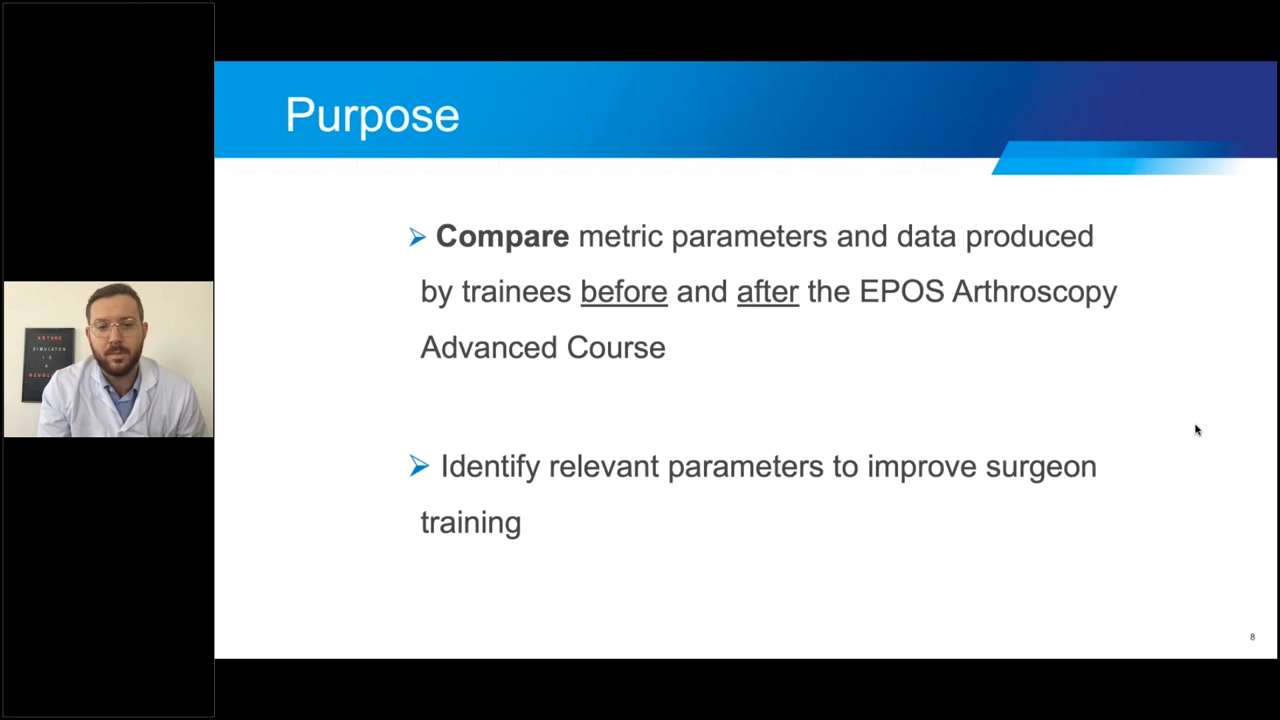 Purpose
➢ Compare metric parameters and data produced
by trainees before and after the EPOS Arthroscopy
Advanced Course
➢ Identify relevant parameters to improve surgeon
training
8